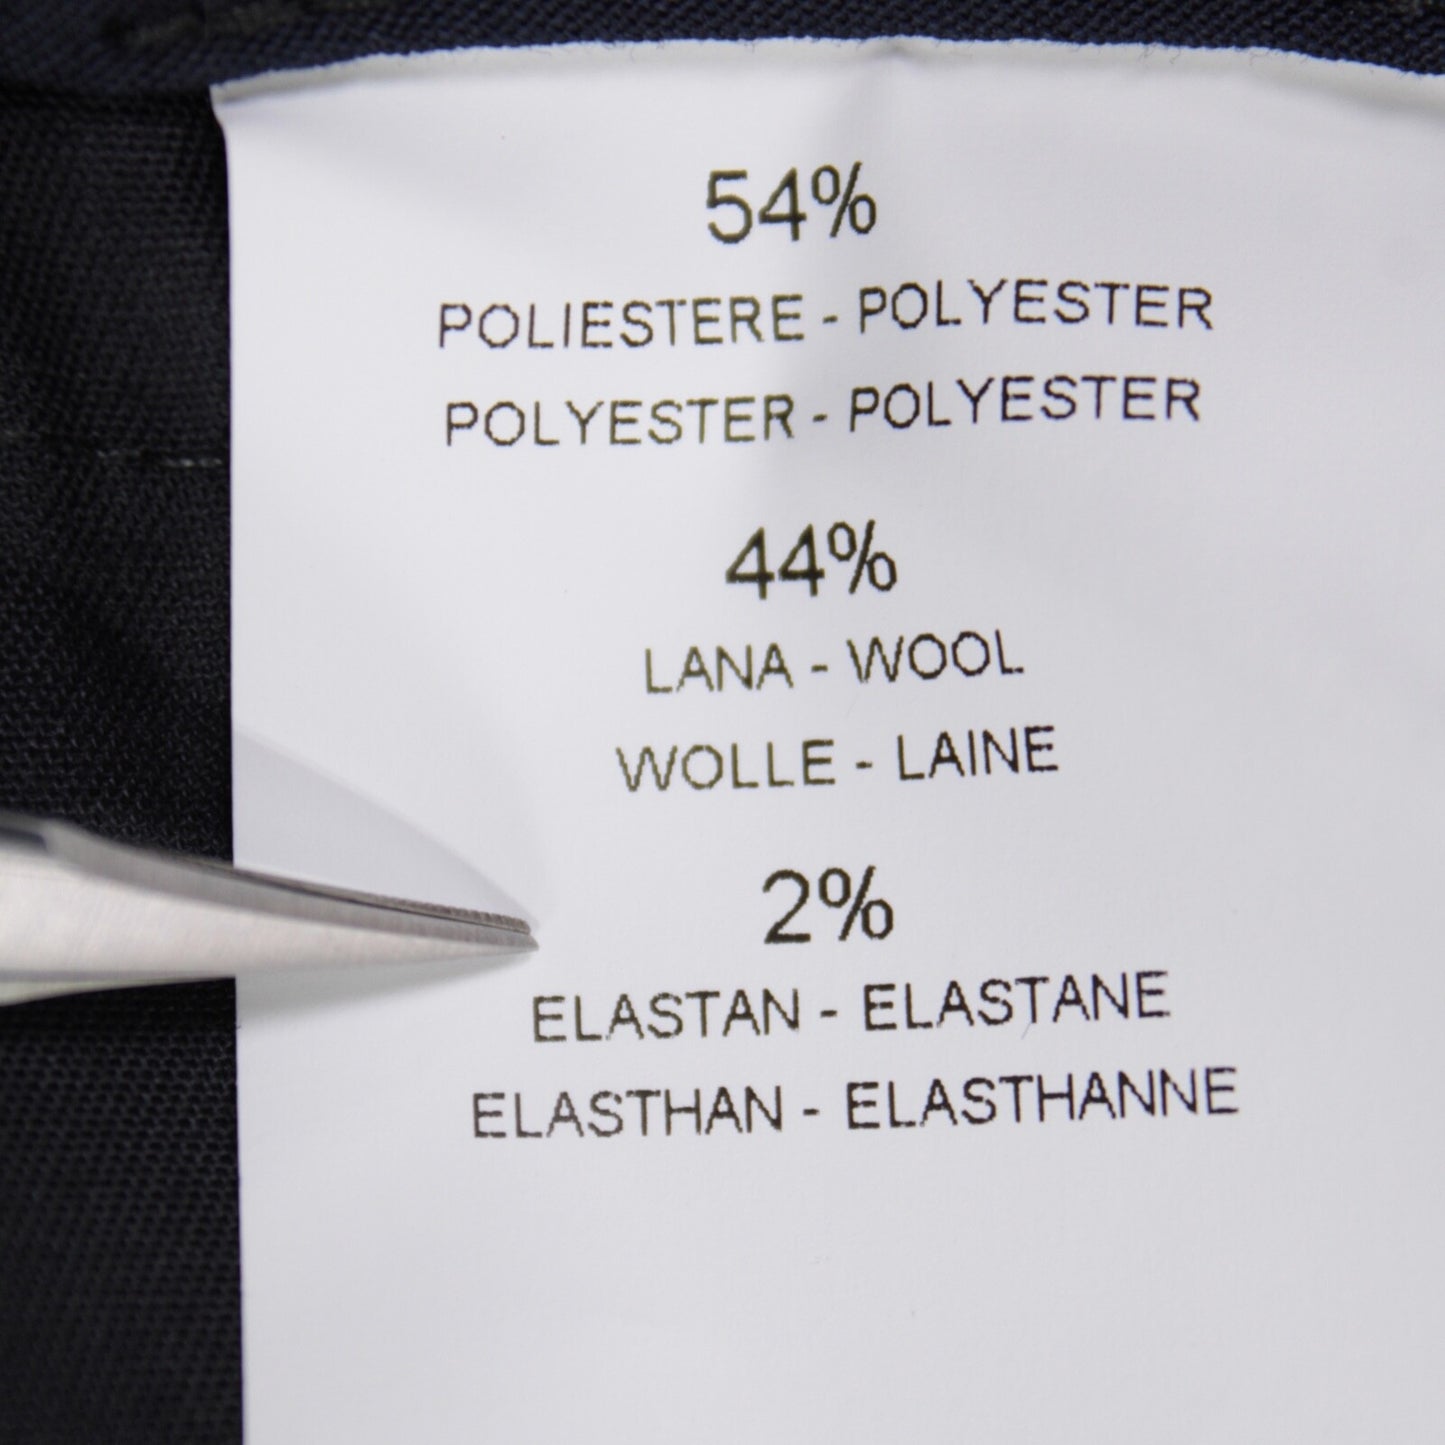 54%
POLIESTERE - POLYESTER
POLYESTER - POLYESTER
44%
LANA - WOOL
WOLLE - LAINE
2%
ELASTAN - ELASTANE
ELASTHAN - ELASTHANNE